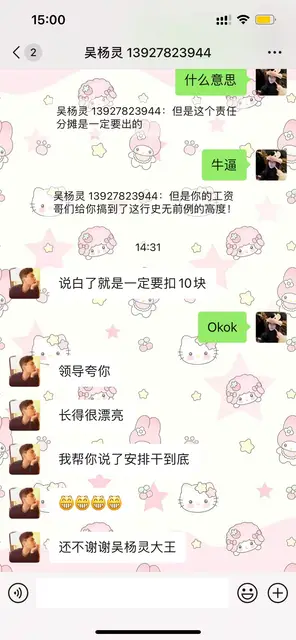 15:00
2
吴杨灵 13927823944
什么意思
吴杨灵 13927823944：但是这个责任
分摊是一定要出的
牛逼
吴杨灵 13927823944：但是你的工资
哥们给你搞到了这行史无前例的高度！
14:31
说白了就是一定要扣10块
Okok
领导夸你
长得很漂亮
我帮你说了安排干到底
还不谢谢吴杨灵大王